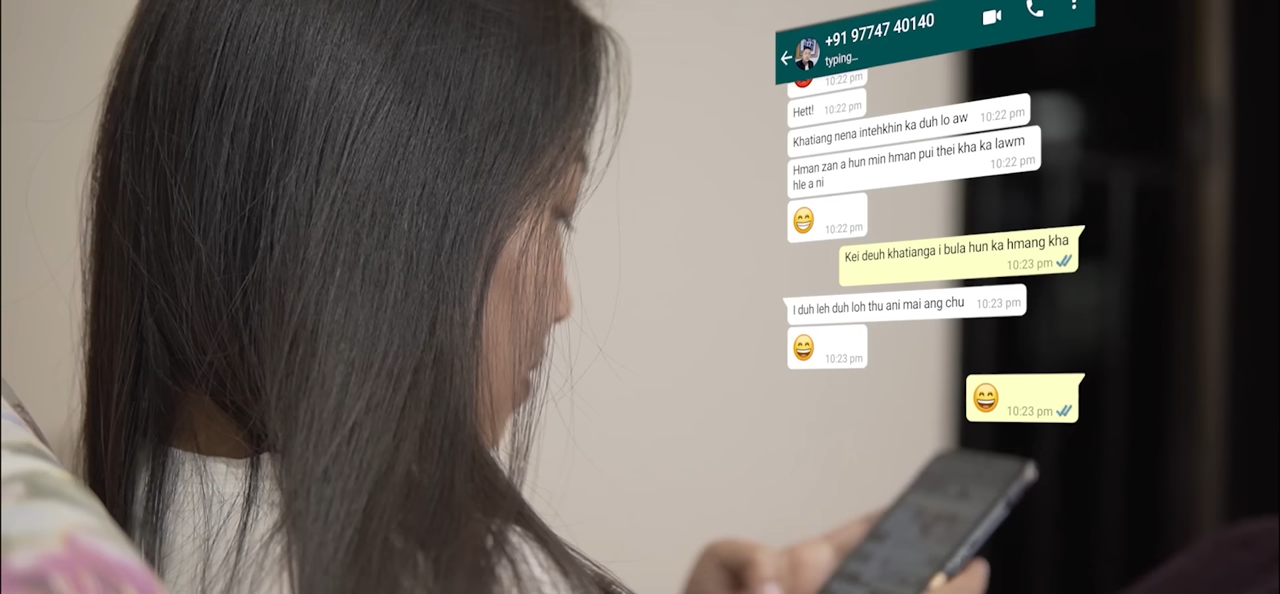 +91 97747 40140
typing...
10:22 pm
Hett! 10:22 pm
Khatiang nena intehkhin ka duh lo aw 10:22 pm
Hman zan a hun min hman pui thei kha ka lawm
hle a ni 10:22 pm
10:22 pm
Kei deuh khatianga i bula hun ka hmang kha
10:23 pm
I duh leh duh loh thu ani mai ang chu 10:23 pm
10:23 pm
10:23 pm